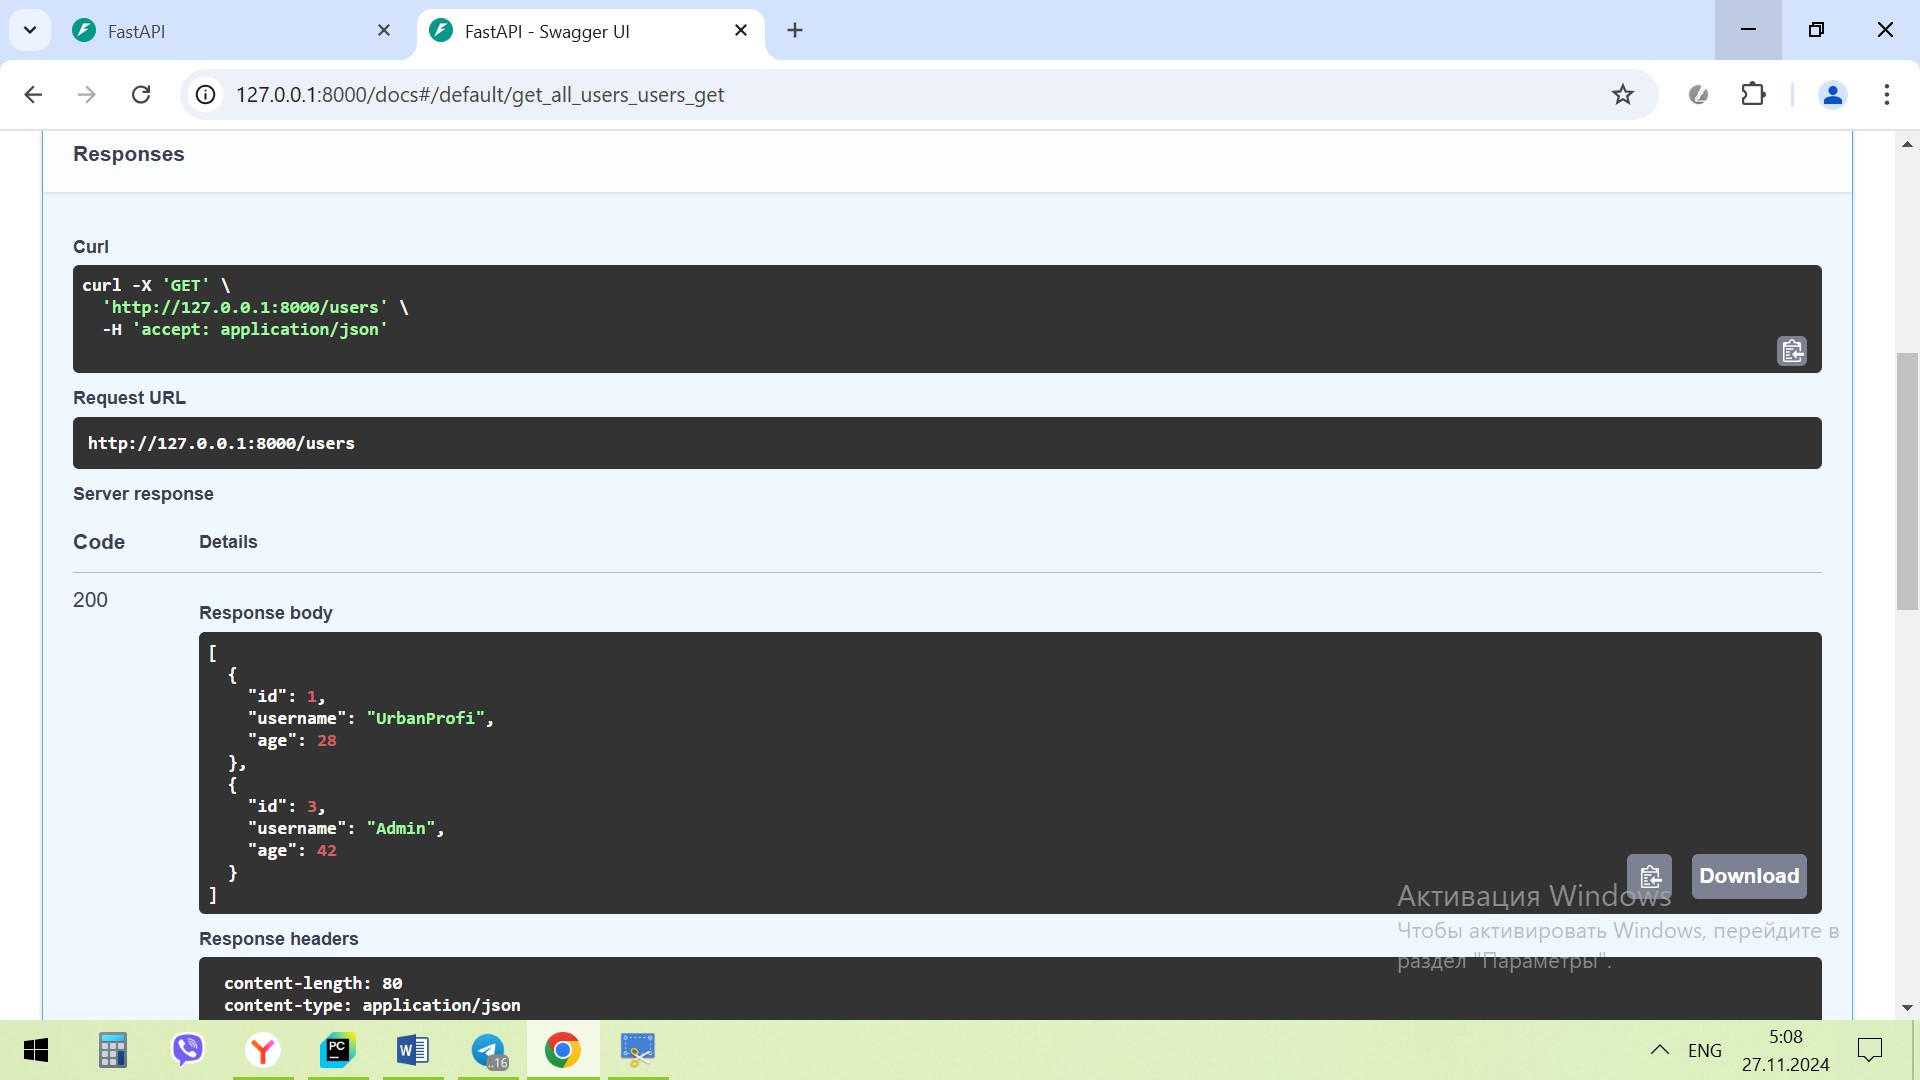 FastAPI
FastAPI - Swagger UI
127.0.0.1:8000/docs#/default/get_all_users_users_get
Responses
Curl
curl -X 'GET' \
'http://127.0.0.1:8000/users' \
-H 'accept: application/json'
Request URL
http://127.0.0.1:8000/users
Server response
Code Details
200
Response body
[
{
"id": 1,
"username": "UrbanProfi",
"age": 28
},
{
"id": 3,
"username": "Admin",
"age": 42
}
]
Download
Активация Windows
Чтобы активировать Windows, перейдите в
раздел "Параметры".
Response headers
content-length: 80
content-type: application/json
PC
W
..16
ENG
5:08
27.11.2024